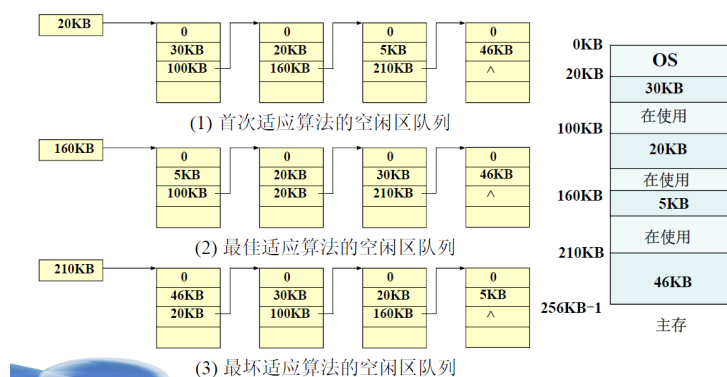 20KB
0
0
0
0
30KB
20KB
5KB
46KB
100KB
160KB
210KB
^
(1) 首次适应算法的空闲区队列
160KB
0
0
0
0
5KB
20KB
30KB
46KB
100KB
20KB
210KB
^
(2) 最佳适应算法的空闲区队列
210KB
0
0
0
0
46KB
30KB
20KB
5KB
20KB
100KB
160KB
^
(3) 最坏适应算法的空闲区队列
0KB
OS
20KB
30KB
在使用
100KB
20KB
在使用
160KB
5KB
在使用
210KB
46KB
256KB-1
主存